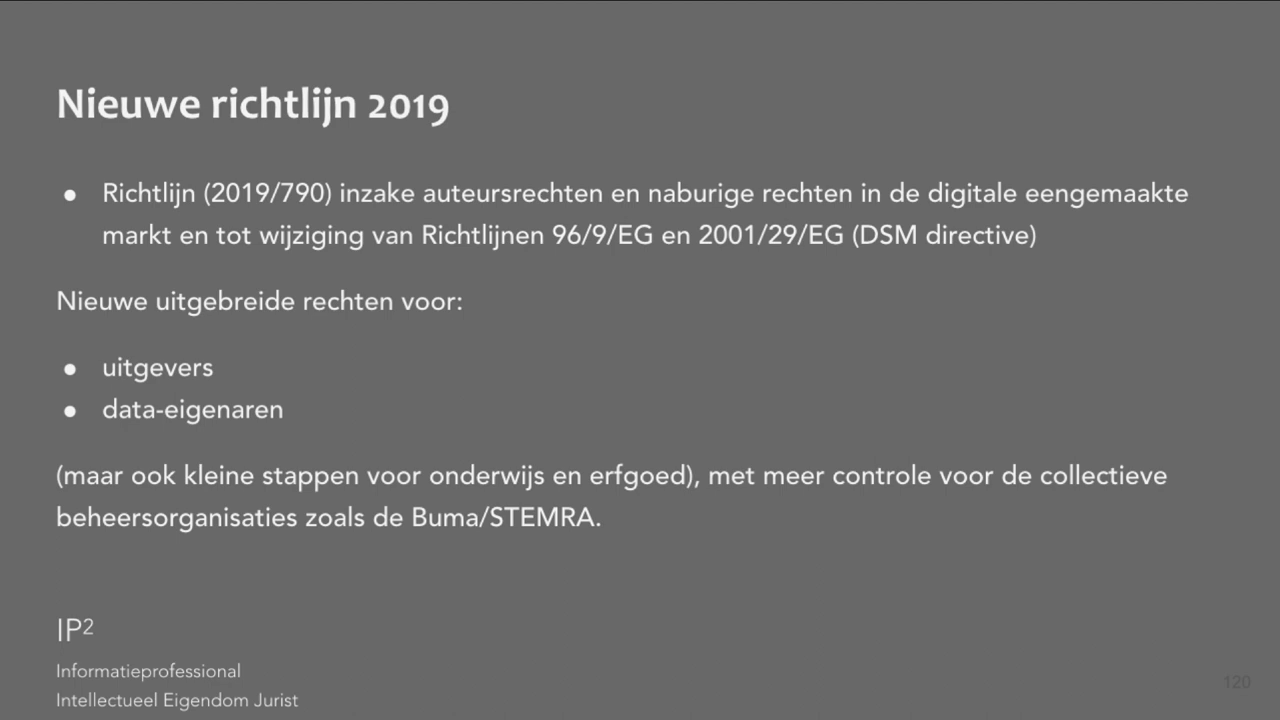 Nieuwe richtlijn 2019
● Richtlijn (2019/790) inzake auteursrechten en naburige rechten in de digitale eengemaakte
markt en tot wijziging van Richtlijnen 96/9/EG en 2001/29/EG (DSM directive)
Nieuwe uitgebreide rechten voor:
● uitgevers
● data-eigenaren
(maar ook kleine stappen voor onderwijs en erfgoed), met meer controle voor de collectieve
beheersorganisaties zoals de Buma/STEMRA.
IP²
Informatieprofessional
Intellectueel Eigendom Jurist
120